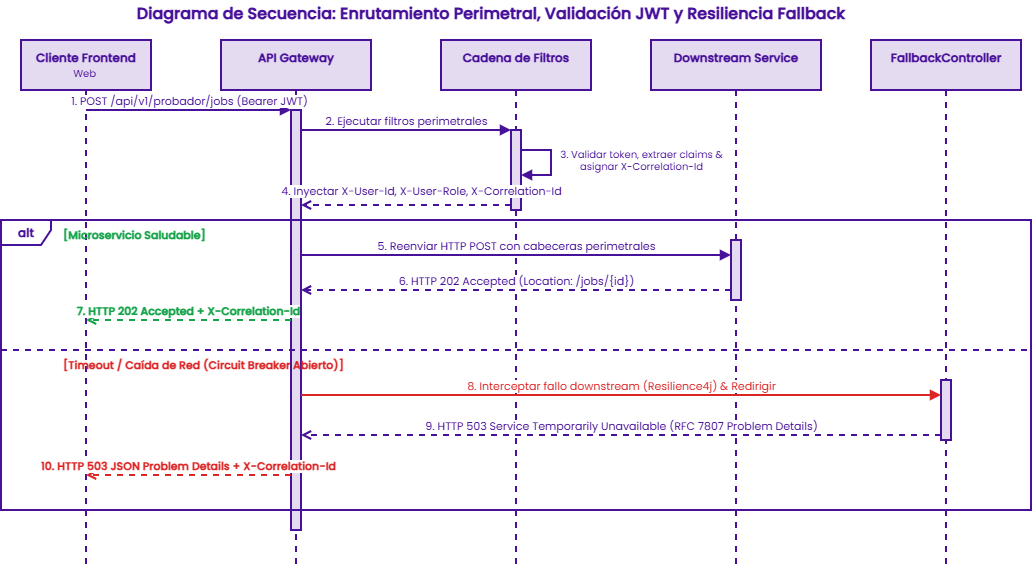 Diagrama de Secuencia: Enrutamiento Perimetral, Validación JWT y Resiliencia Fallback
Cliente Frontend
Web
API Gateway
Cadena de Filtros
Downstream Service
FallbackController
1. POST /api/v1/probador/jobs (Bearer JWT)
2. Ejecutar filtros perimetrales
3. Validar token, extraer claims &
asignar X-Correlation-Id
4. Inyectar X-User-Id, X-User-Role, X-Correlation-Id
alt
[Microservicio Saludable]
5. Reenviar HTTP POST con cabeceras perimetrales
6. HTTP 202 Accepted (Location: /jobs/{id})
7. HTTP 202 Accepted + X-Correlation-Id
[Timeout / Caída de Red (Circuit Breaker Abierto)]
8. Interceptar fallo downstream (Resilience4j) & Redirigir
9. HTTP 503 Service Temporarily Unavailable (RFC 7807 Problem Details)
10. HTTP 503 JSON Problem Details + X-Correlation-Id